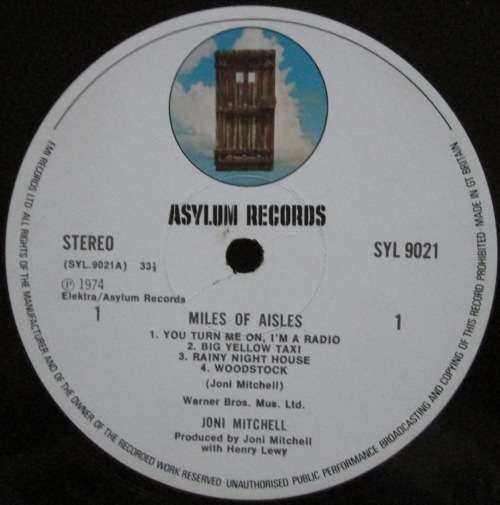 ASYLUM RECORDS
STEREO
SYL 9021
(SYL.9021A) 33⅓
Ⓟ 1974
Elektra/Asylum Records
1
1
MILES OF AISLES
1. YOU TURN ME ON, I'M A RADIO
2. BIG YELLOW TAXI
3. RAINY NIGHT HOUSE
4. WOODSTOCK
(Joni Mitchell)
Warner Bros. Mus. Ltd.
JONI MITCHELL
Produced by Joni Mitchell
with Henry Lewy
EMI RECORDS LTD. ALL RIGHTS OF THE MANUFACTURER AND OF THE OWNER OF THE RECORDED WORK RESERVED · UNAUTHORISED PUBLIC PERFORMANCE BROADCASTING AND COPYING OF THIS RECORD PROHIBITED · MADE IN GT BRITAIN